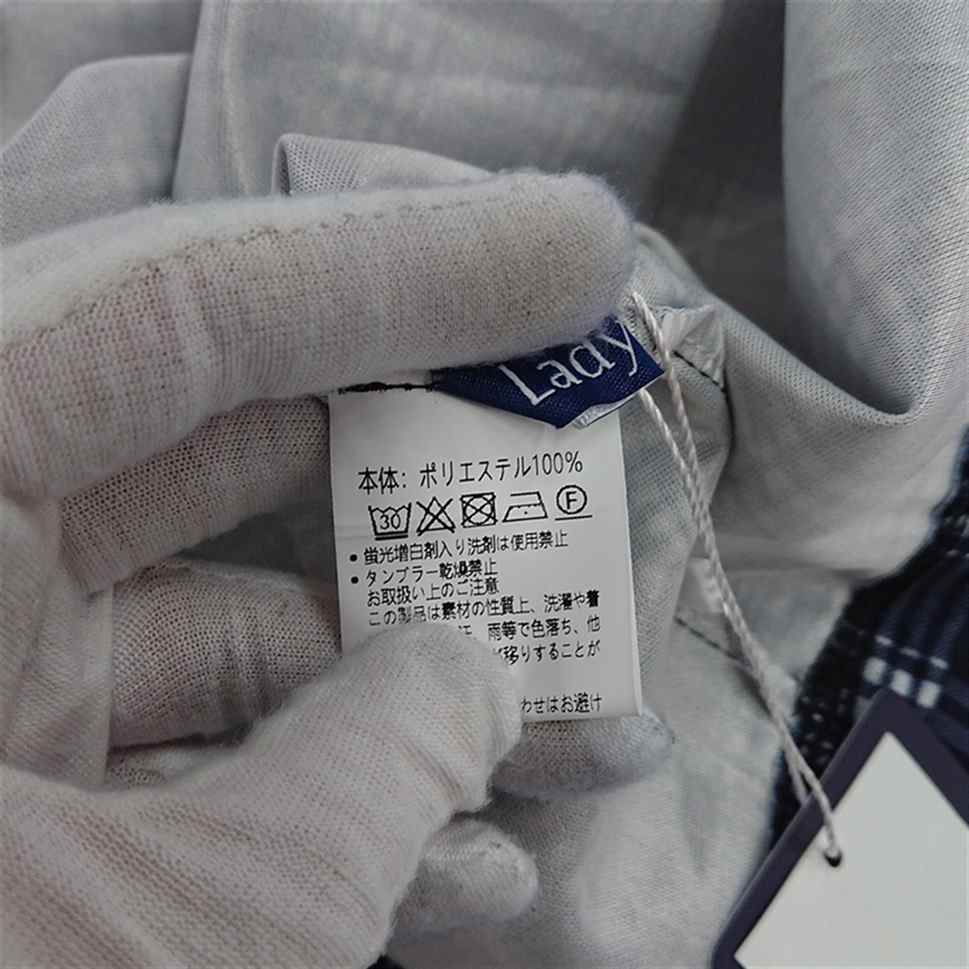 Lady
本体: ポリエステル100%
30 F
• 蛍光増白剤入り洗剤は使用禁止
• タンブラー乾燥禁止
お取扱い上のご注意
この製品は素材の性質上、洗濯や着
雨等で色落ち、他
移りすることが
わせはお避け